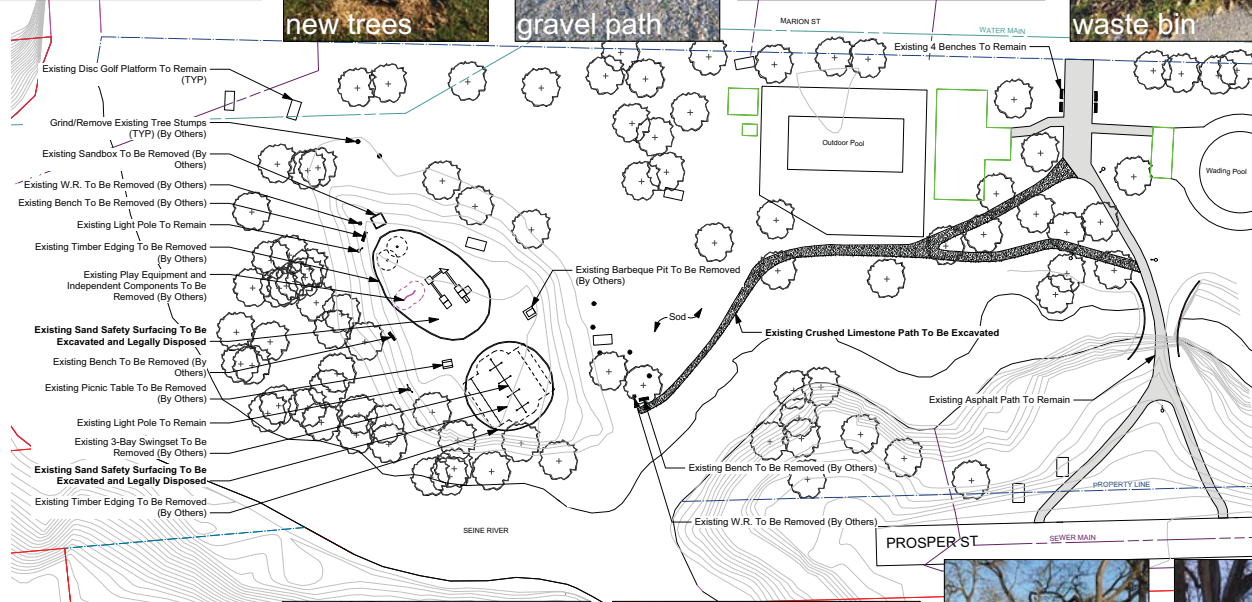 new trees
gravel path
waste bin
MARION ST
WATER MAIN
Existing 4 Benches To Remain
Existing Disc Golf Platform To Remain
(TYP)
Grind/Remove Existing Tree Stumps
(TYP) (By Others)
Existing Sandbox To Be Removed (By
Others)
Existing W.R. To Be Removed (By Others)
Existing Bench To Be Removed (By Others)
Existing Light Pole To Remain
Existing Timber Edging To Be Removed
(By Others)
Existing Play Equipment and
Independent Components To Be
Removed (By Others)
Existing Sand Safety Surfacing To Be
Excavated and Legally Disposed
Existing Bench To Be Removed (By
Others)
Existing Picnic Table To Be Removed
(By Others)
Existing Light Pole To Remain
Existing 3-Bay Swingset To Be
Removed (By Others)
Existing Sand Safety Surfacing To Be
Excavated and Legally Disposed
Existing Timber Edging To Be Removed
(By Others)
Outdoor Pool
Wading Pool
Existing Barbeque Pit To Be Removed
(By Others)
Sod
Existing Crushed Limestone Path To Be Excavated
Existing Asphalt Path To Remain
Existing Bench To Be Removed (By Others)
PROPERTY LINE
Existing W.R. To Be Removed (By Others)
SEINE RIVER
PROSPER ST
SEWER MAIN